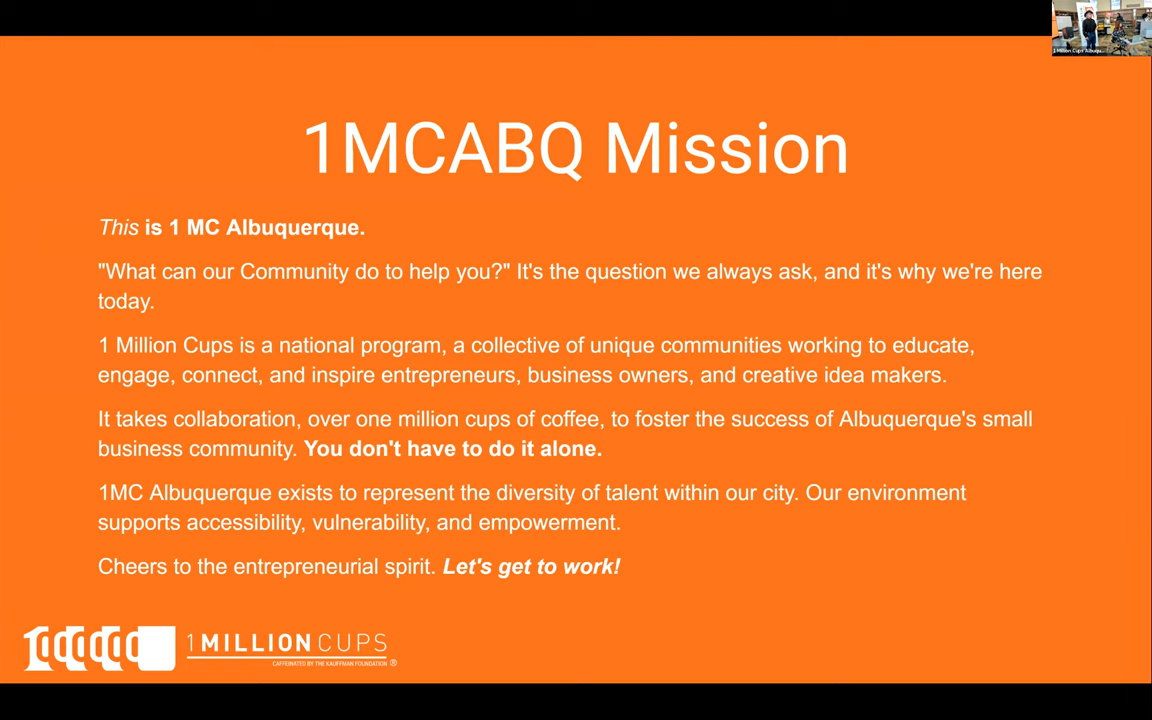 1 Million Cups Albuqu...
1MCABQ Mission
This is 1 MC Albuquerque.
"What can our Community do to help you?" It's the question we always ask, and it's why we're here
today.
1 Million Cups is a national program, a collective of unique communities working to educate,
engage, connect, and inspire entrepreneurs, business owners, and creative idea makers.
It takes collaboration, over one million cups of coffee, to foster the success of Albuquerque's small
business community. You don't have to do it alone.
1MC Albuquerque exists to represent the diversity of talent within our city. Our environment
supports accessibility, vulnerability, and empowerment.
Cheers to the entrepreneurial spirit. Let's get to work!
1 MILLION CUPS
CAFFEINATED BY THE KAUFFMAN FOUNDATION ®